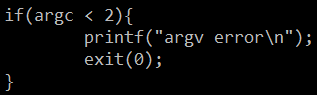 if(argc < 2){
        printf("argv error\n");
        exit(0);
}